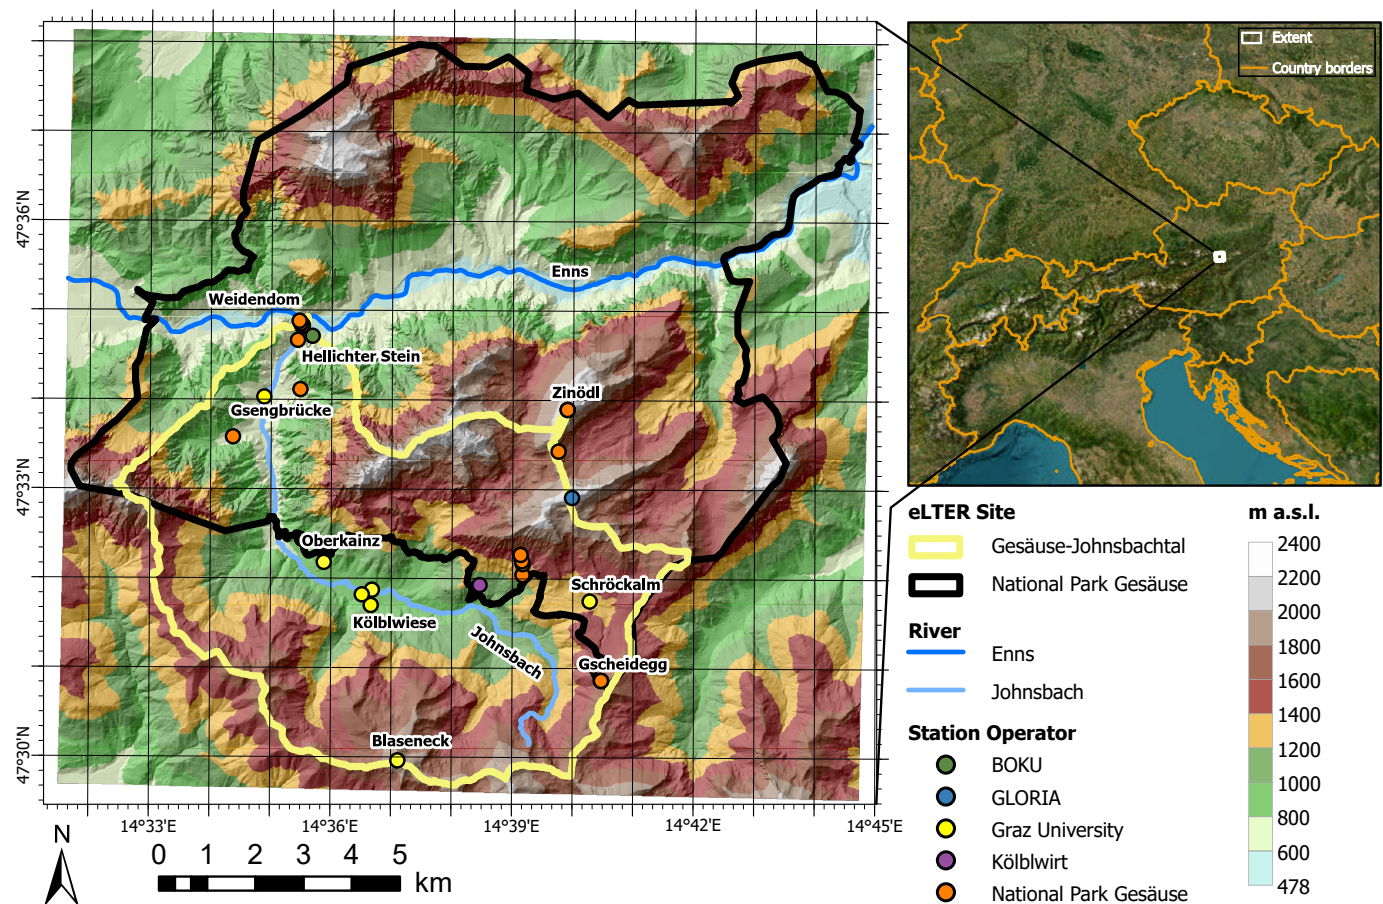 Extent
Country borders
47°36'N
47°33'N
47°30'N
Enns
Weidendom
Hellichter Stein
Zinödl
Gsengbrücke
Oberkainz
Schröckalm
Kölblwiese
Johnsbach
Gscheidegg
Blaseneck
14°33'E
14°36'E
14°39'E
14°42'E
14°45'E
N
0 1 2 3 4 5
km
eLTER Site
Gesäuse-Johnsbachtal
National Park Gesäuse
River
Enns
Johnsbach
Station Operator
BOKU
GLORIA
Graz University
Kölblwirt
National Park Gesäuse
m a.s.l.
2400
2200
2000
1800
1600
1400
1200
1000
800
600
478